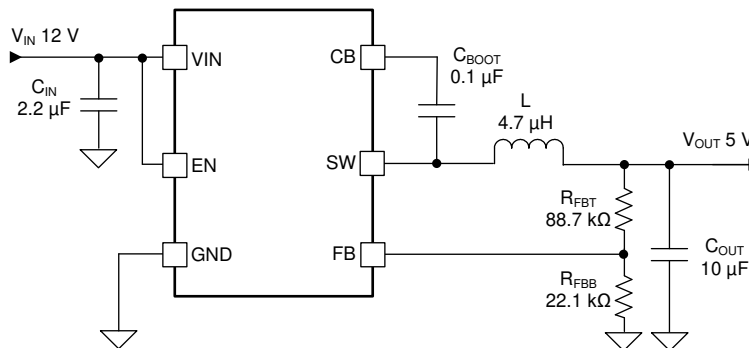 VIN 12 V
VIN
CB
CBOOT
0.1 µF
CIN
2.2 µF
L
4.7 µH
EN
SW
VOUT 5 V
RFBT
88.7 kΩ
GND
FB
COUT
10 µF
RFBB
22.1 kΩ